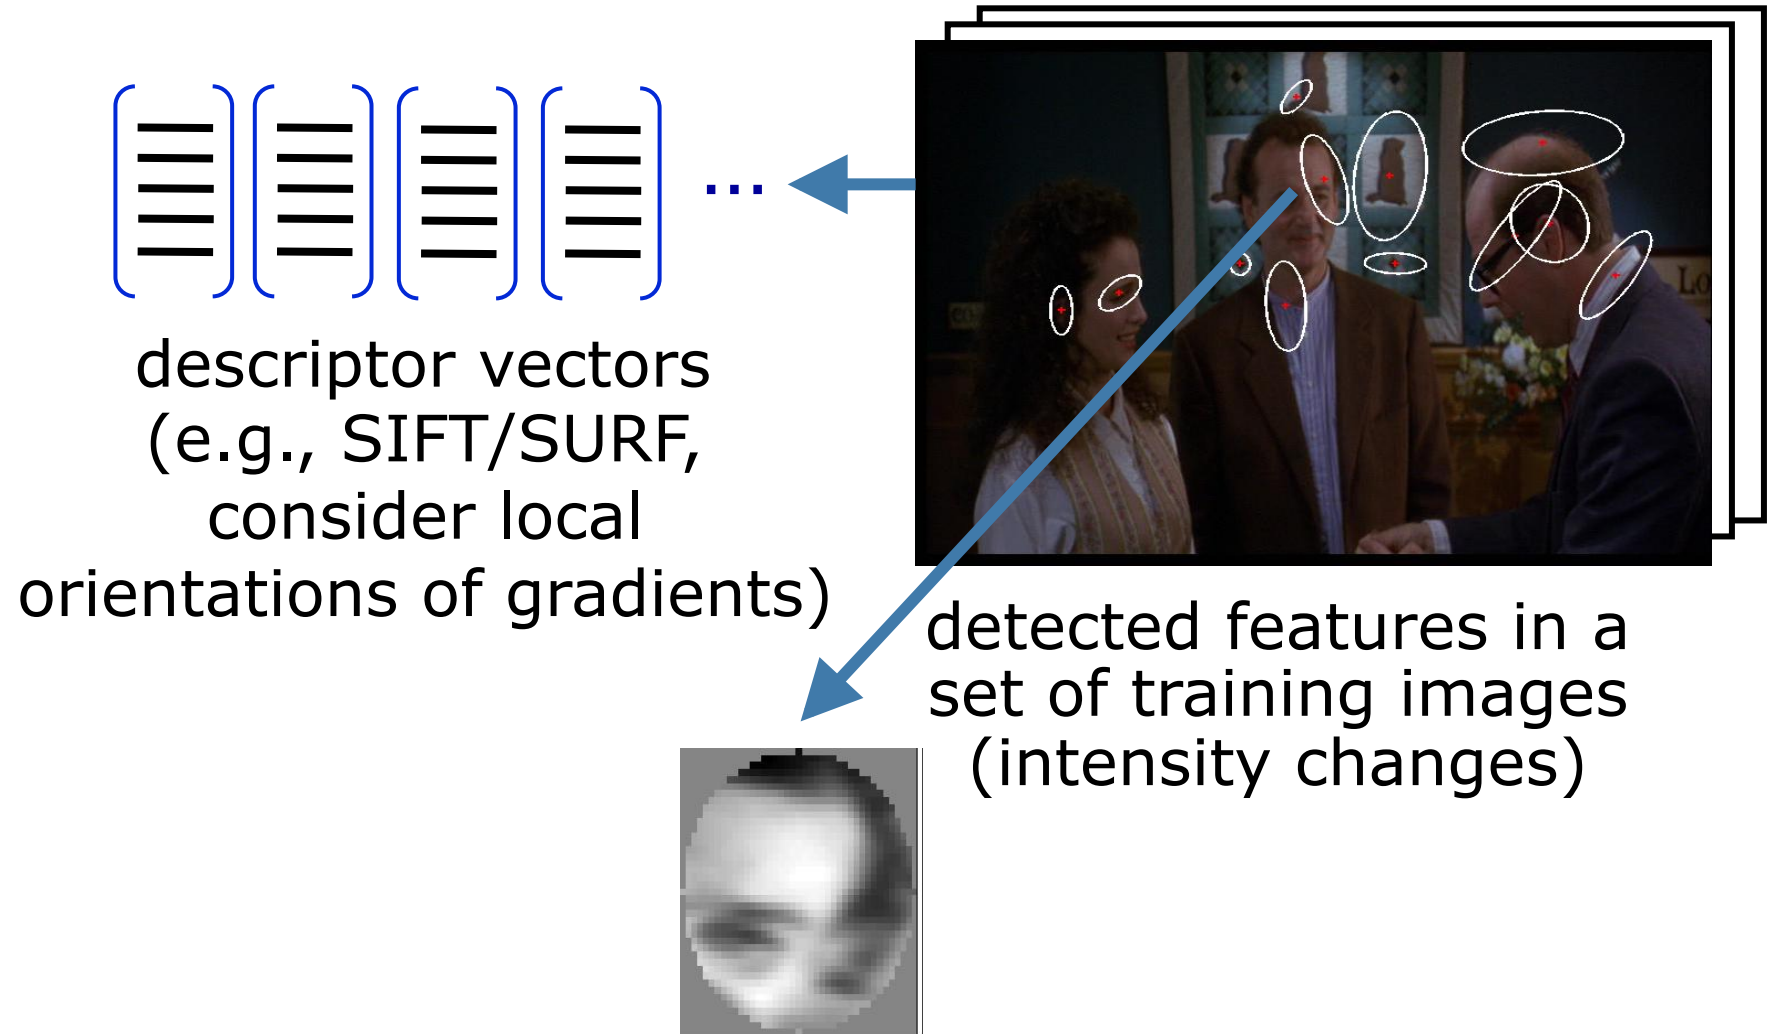 descriptor vectors
(e.g., SIFT/SURF,
consider local
orientations of gradients)
...
detected features in a
set of training images
(intensity changes)